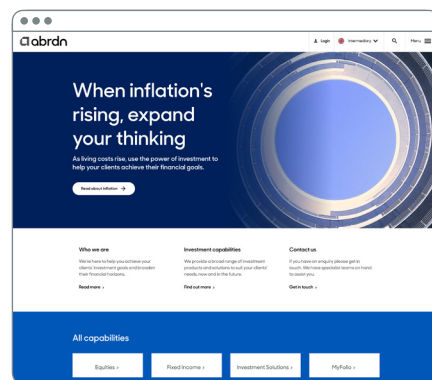 abrdn
Login Intermediary Menu
When inflation's
rising, expand
your thinking
As living costs rise, use the power of investment to
help your clients achieve their financial goals.
Read about inflation →
Who we are
We're here to help you achieve your
clients' investment goals and broaden
their financial horizons.
Read more ›
Investment capabilities
We provide a broad range of investment
products and solutions to suit your clients'
needs, now and in the future.
Find out more ›
Contact us
If you have an enquiry please get in
touch. We have specialist teams on hand
to assist you.
Get in touch ›
All capabilities
Equities › Fixed Income › Investment Solutions › MyFolio ›